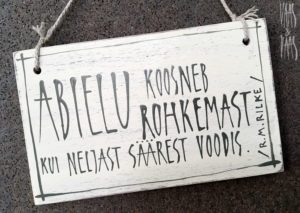 ABIELU KOOSNEB
ROHKEMAST
KUI NELJAST SÄÄREST VOODIS.
/R.M.RILKE/